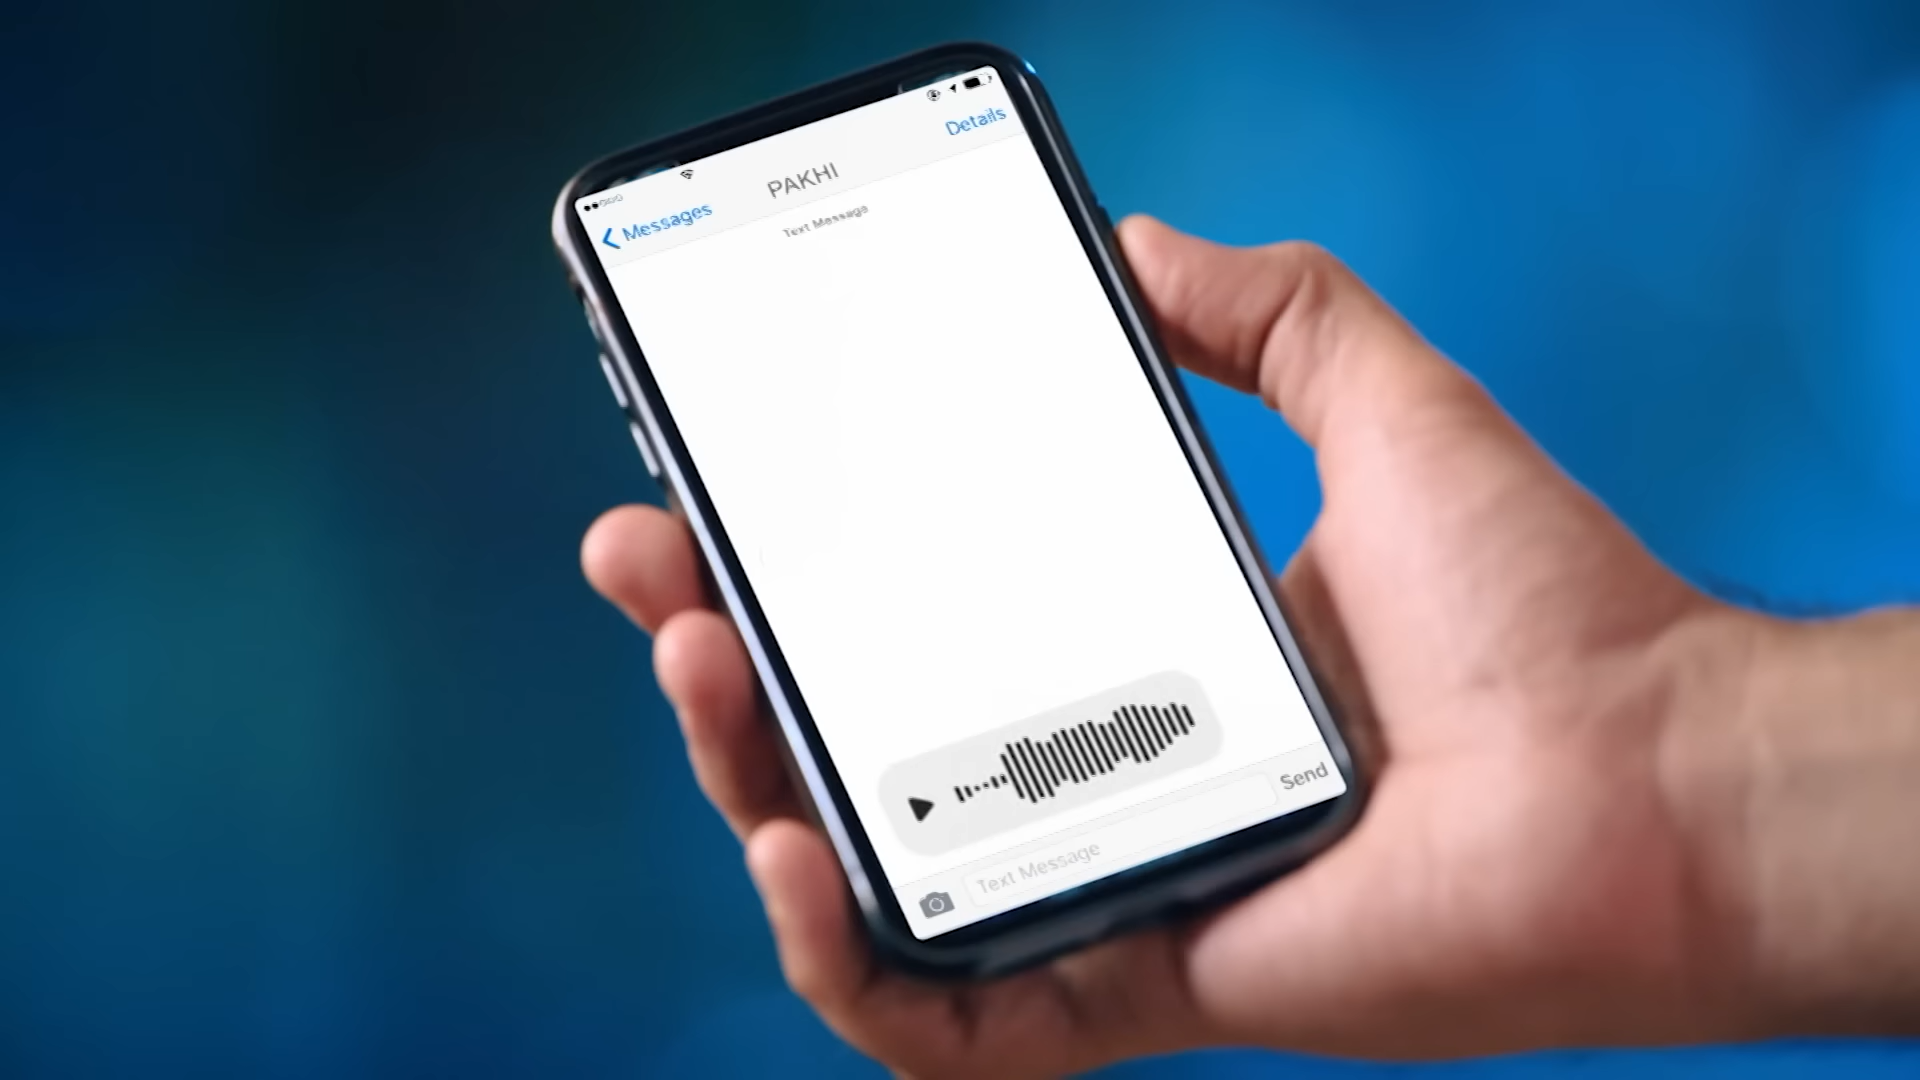 Details
Messages
PAKHI
Text Message
Text Message
Send